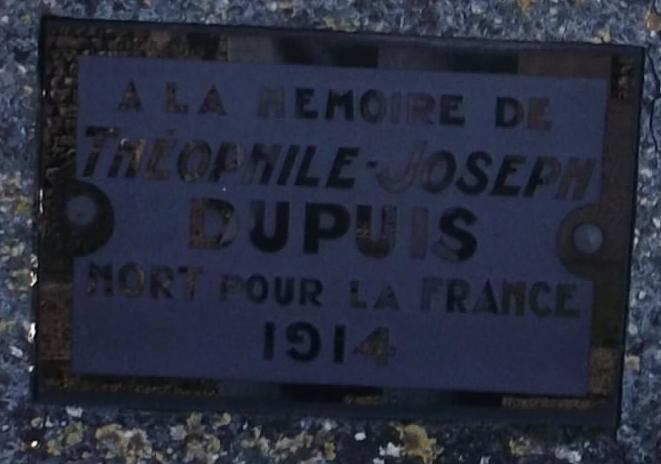 A LA MEMOIRE DE
THÉOPHILE-JOSEPH
DUPUIS
MORT POUR LA FRANCE
1914